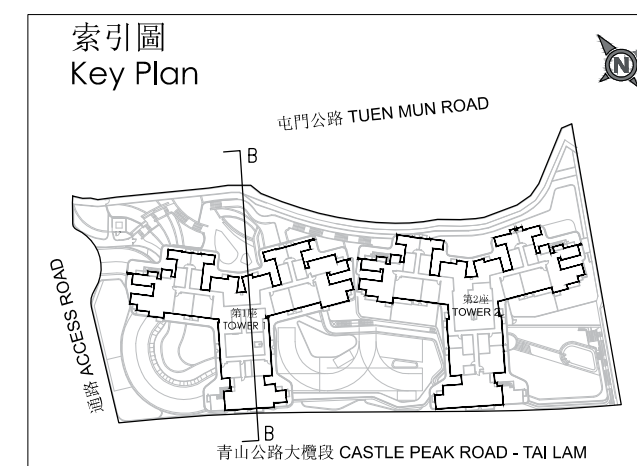 索引圖
Key Plan
N
屯門公路 TUEN MUN ROAD
B
通路 ACCESS ROAD
第1座
TOWER 1
第2座
TOWER 2
B
青山公路大欖段 CASTLE PEAK ROAD - TAI LAM